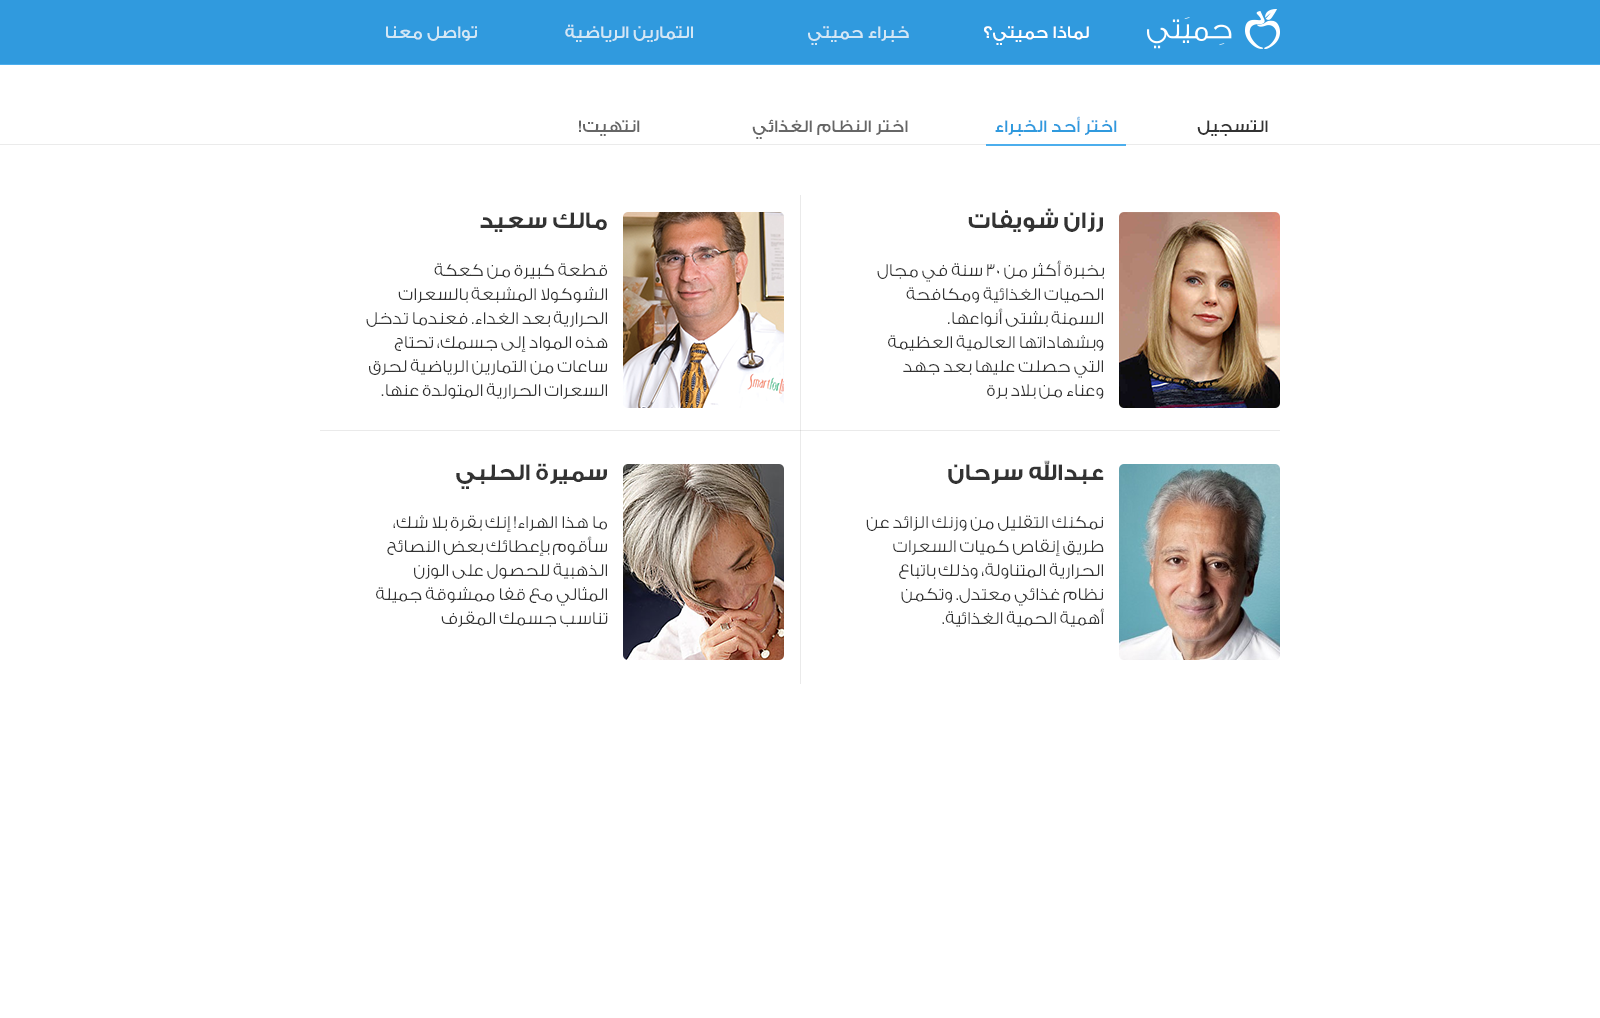 حِميَتي
لماذا حميتي؟
خبراء حميتي
التمارين الرياضية
تواصل معنا
التسجيل
اختر أحد الخبراء
اختر النظام الغذائي
انتهيت!
رزان شويفات
بخبرة أكثر من ٣٠ سنة في مجال
الحميات الغذائية ومكافحة
السمنة بشتى أنواعها.
وبشهاداتها العالمية العظيمة
التي حصلت عليها بعد جهد
وعناء من بلاد برة
مالك سعيد
قطعة كبيرة من كعكة
الشوكولا المشبعة بالسعرات
الحرارية بعد الغداء. فعندما تدخل
هذه المواد إلى جسمك، تحتاج
ساعات من التمارين الرياضية لحرق
السعرات الحرارية المتولدة عنها.
Smart for
عبدالله سرحان
نمكنك التقليل من وزنك الزائد عن
طريق إنقاص كميات السعرات
الحرارية المتناولة، وذلك باتباع
نظام غذائي معتدل. وتكمن
أهمية الحمية الغذائية.
سميرة الحلبي
ما هذا الهراء! إنك بقرة بلا شك،
سأقوم بإعطائك بعض النصائح
الذهبية للحصول على الوزن
المثالي مع قفا ممشوقة جميلة
تناسب جسمك المقرف